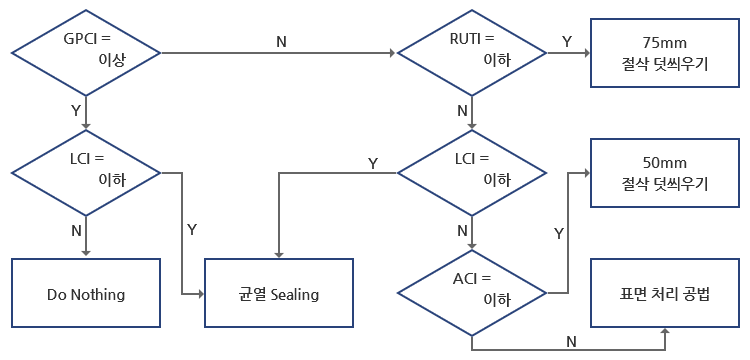 GPCI =
이상
N
RUTI =
이하
Y
75mm
절삭 덧씌우기
Y
N
LCI =
이하
Y
Y
LCI =
이하
50mm
절삭 덧씌우기
N
Do Nothing
균열 Sealing
N
ACI =
이하
Y
표면 처리 공법
N